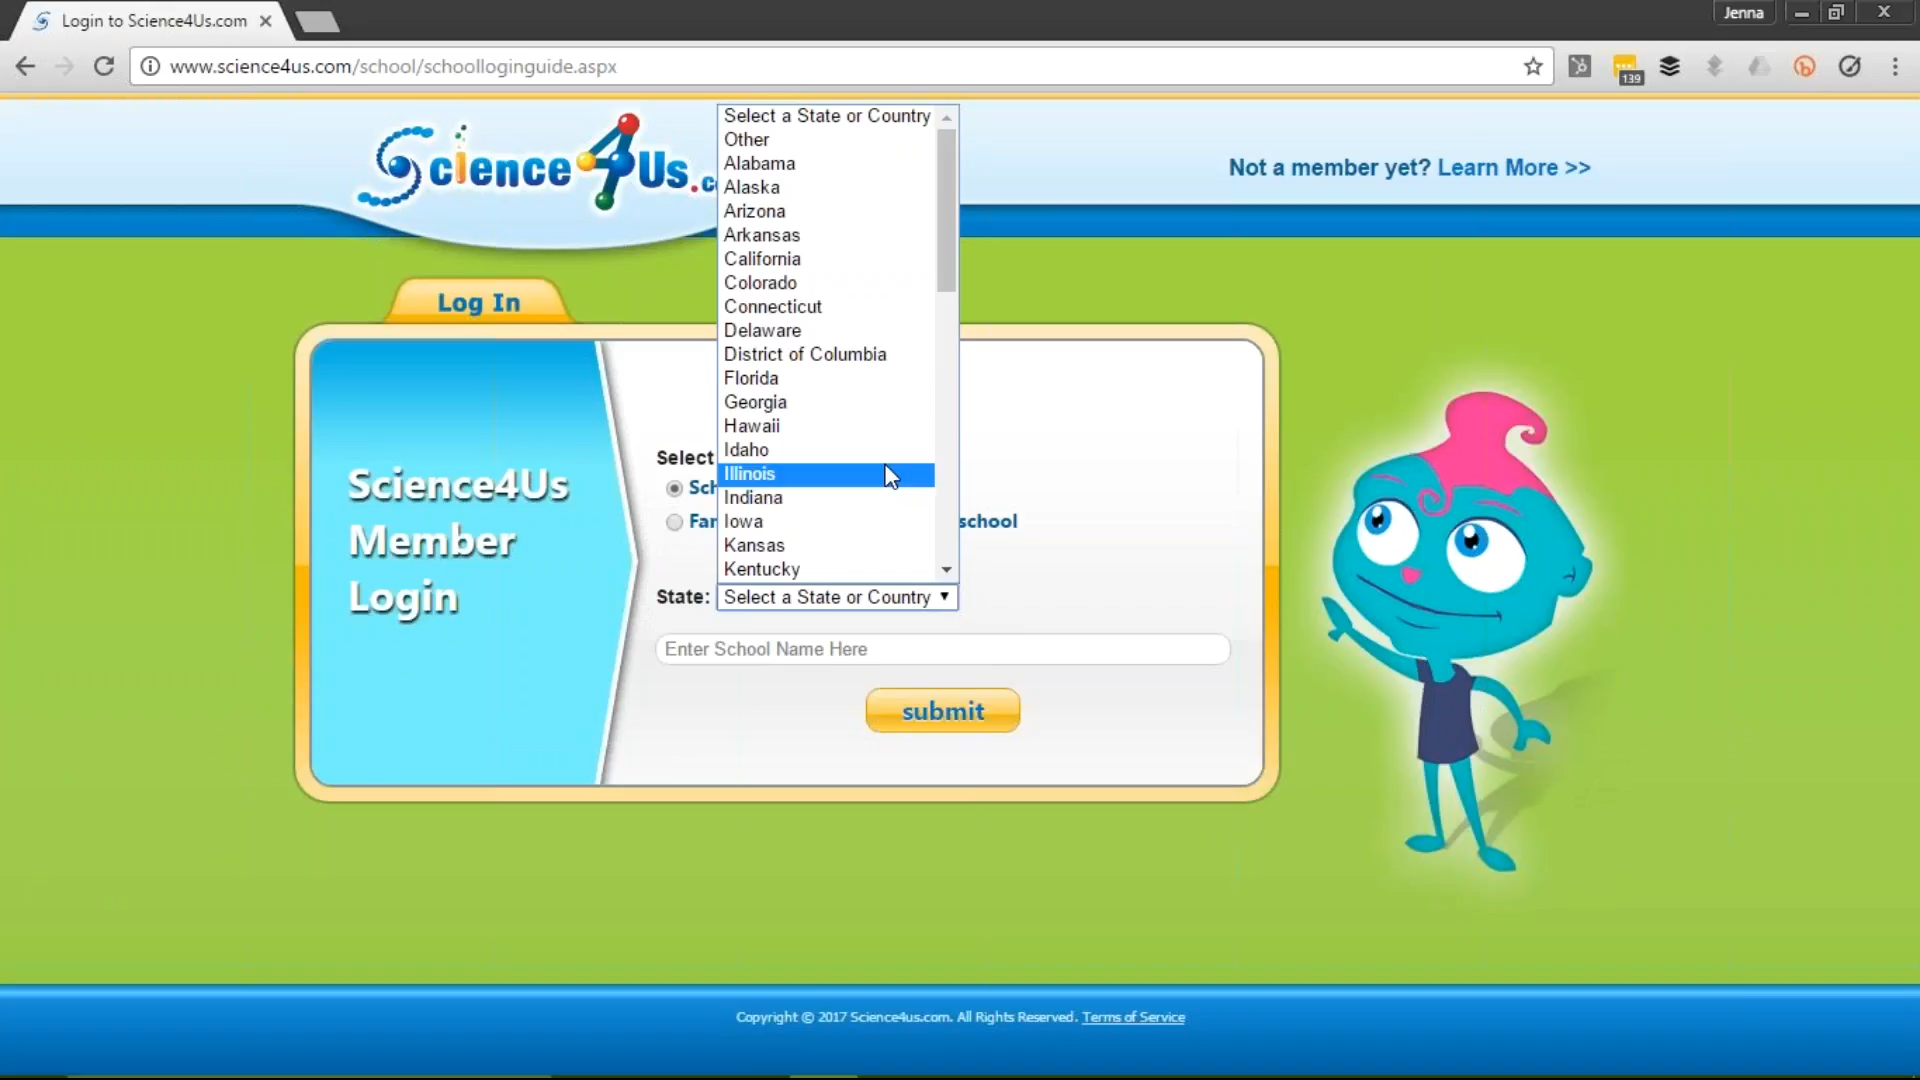 Login to Science4Us.com
Jenna
www.science4us.com/school/schoolloginguide.aspx
139
Science4Us.c
Not a member yet? Learn More >>
Select a State or Country
Other
Alabama
Alaska
Arizona
Arkansas
California
Colorado
Connecticut
Delaware
District of Columbia
Florida
Georgia
Hawaii
Idaho
Illinois
Indiana
Iowa
Kansas
Kentucky
Log In
Science4Us
Member
Login
Select
Sch
Far school
State: Select a State or Country
Enter School Name Here
submit
Copyright © 2017 Science4us.com. All Rights Reserved. Terms of Service